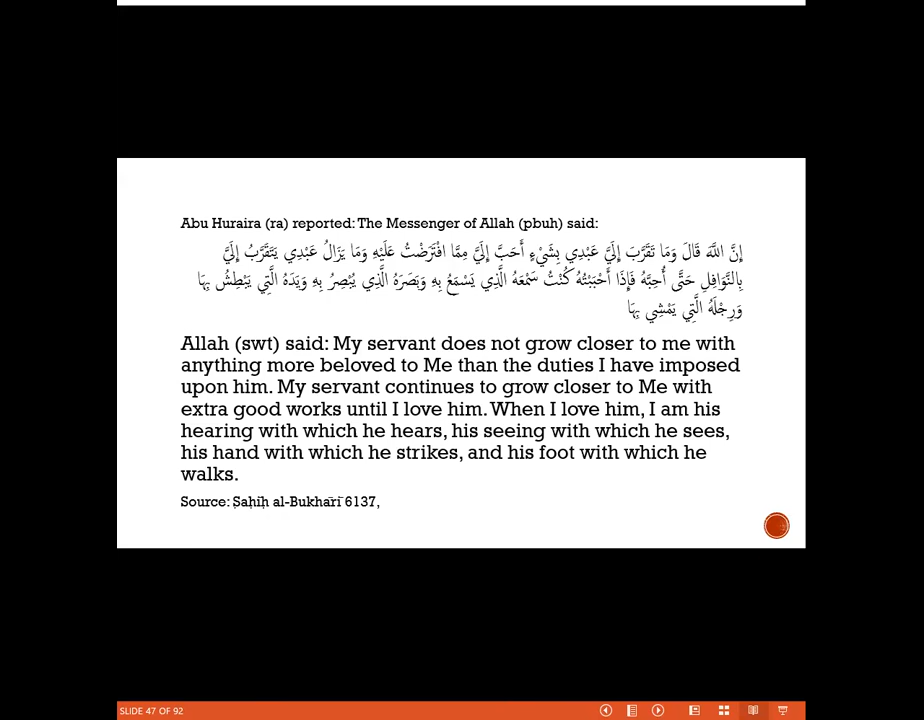 Abu Huraira (ra) reported: The Messenger of Allah (pbuh) said:
إِنَّ اللَّهَ قَالَ وَمَا تَقَرَّبَ إِلَيَّ عَبْدِي بِشَيْءٍ أَحَبَّ إِلَيَّ مِمَّا افْتَرَضْتُ عَلَيْهِ وَمَا يَزَالُ عَبْدِي يَتَقَرَّبُ إِلَيَّ
بِالنَّوَافِلِ حَتَّى أُحِبَّهُ فَإِذَا أَحْبَبْتُهُ كُنْتُ سَمْعَهُ الَّذِي يَسْمَعُ بِهِ وَبَصَرَهُ الَّذِي يُبْصِرُ بِهِ وَيَدَهُ الَّتِي يَبْطِشُ بِهَا
وَرِجْلَهُ الَّتِي يَمْشِي بِهَا
Allah (swt) said: My servant does not grow closer to me with
anything more beloved to Me than the duties I have imposed
upon him. My servant continues to grow closer to Me with
extra good works until I love him. When I love him, I am his
hearing with which he hears, his seeing with which he sees,
his hand with which he strikes, and his foot with which he
walks.
Source: Ṣaḥīḥ al-Bukhārī 6137,
SLIDE 47 OF 92